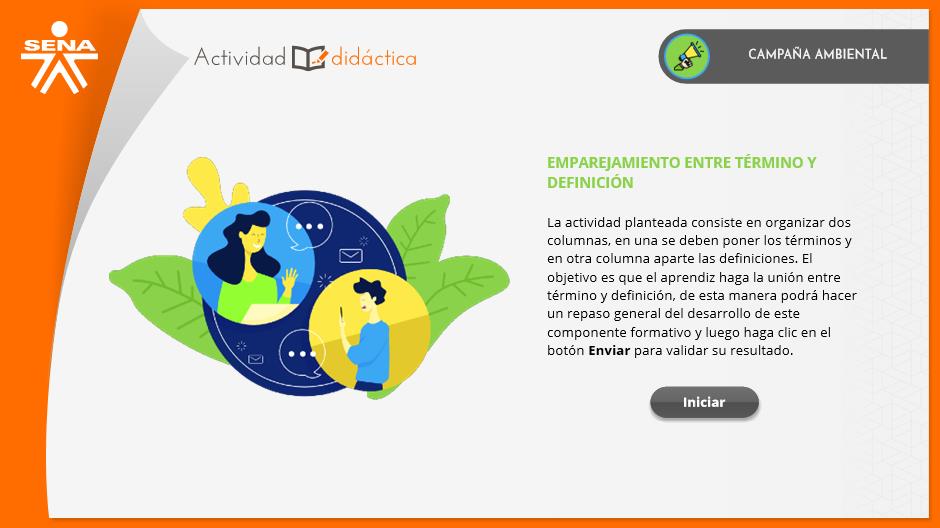 SENA
Actividad didáctica
CAMPAÑA AMBIENTAL
EMPAREJAMIENTO ENTRE TÉRMINO Y
DEFINICIÓN
La actividad planteada consiste en organizar dos
columnas, en una se deben poner los términos y
en otra columna aparte las definiciones. El
objetivo es que el aprendiz haga la unión entre
término y definición, de esta manera podrá hacer
un repaso general del desarrollo de este
componente formativo y luego haga clic en el
botón Enviar para validar su resultado.
Iniciar